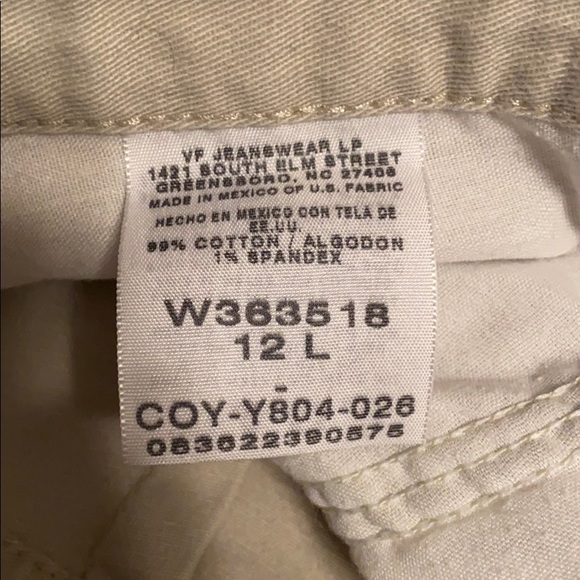 VF JEANSWEAR LP
1421 SOUTH ELM STREET
GREENSBORO, NC 27406
MADE IN MEXICO OF U.S. FABRIC
HECHO EN MEXICO CON TELA DE
EE.UU.
99% COTTON / ALGODON
1% SPANDEX
W363518
12 L
-
COY-Y804-026
083622390575